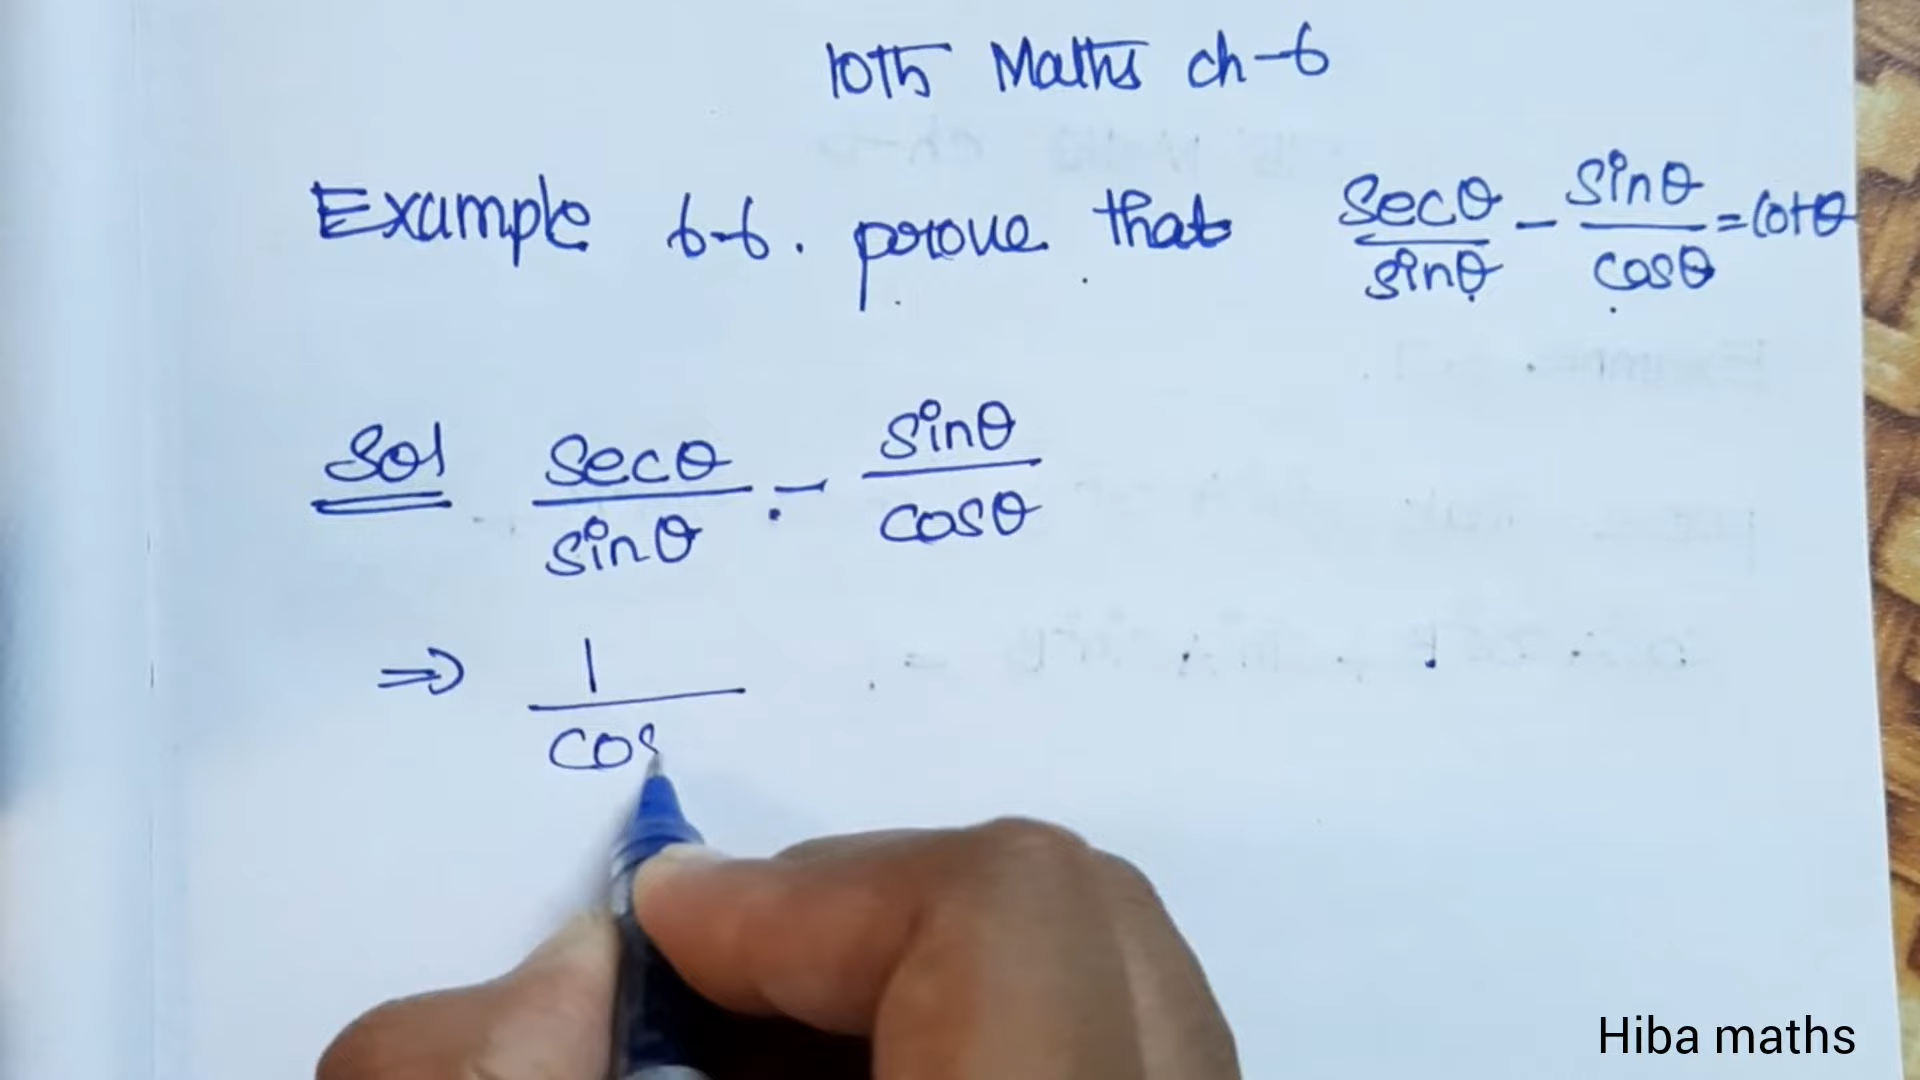 10th Maths ch-6
Example 6.6. prove that secθ/sinθ - sinθ/cosθ = cotθ
Sol secθ/sinθ - sinθ/cosθ
⇒ 1/cos
Hiba maths